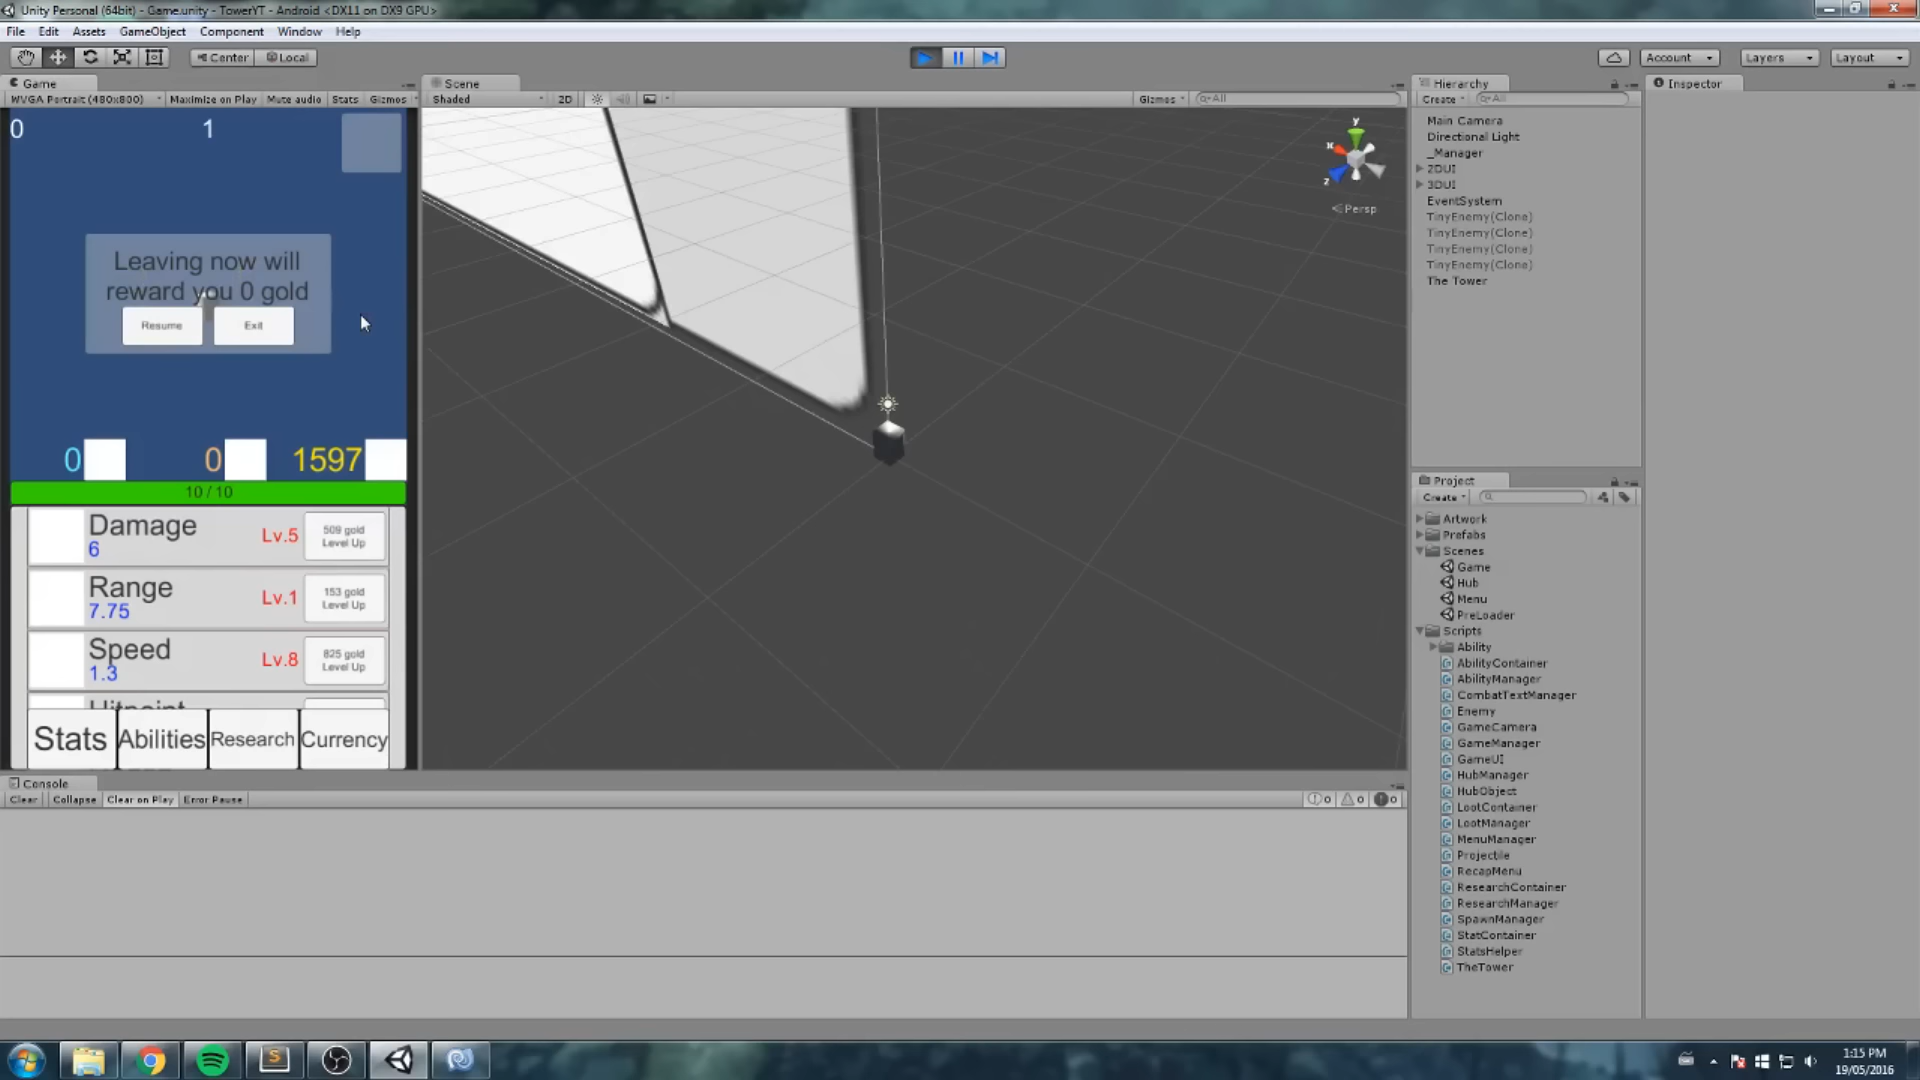 Unity Personal (64bit) - Game.unity - TowerYT - Android <DX11 on DX9 GPU>
File Edit Assets GameObject Component Window Help
Center Local
Account Layers Layout
Game
WVGA Portrait (480x800) Maximize on Play Mute audio Stats Gizmos
0 1
Leaving now will
reward you 0 gold
Resume Exit
0 0 1597
10 / 10
Damage
6
Lv.5
509 gold
Level Up
Range
7.75
Lv.1
153 gold
Level Up
Speed
1.3
Lv.8
825 gold
Level Up
Hitpoint
Stats Abilities Research Currency
Scene
Shaded 2D Gizmos All
y
x
z
Persp
Hierarchy
Create All
Main Camera
Directional Light
_Manager
2DUI
3DUI
EventSystem
TinyEnemy(Clone)
TinyEnemy(Clone)
TinyEnemy(Clone)
TinyEnemy(Clone)
The Tower
Inspector
Project
Create
Artwork
Prefabs
Scenes
Game
Hub
Menu
PreLoader
Scripts
Ability
AbilityContainer
AbilityManager
CombatTextManager
Enemy
GameCamera
GameManager
GameUI
HubManager
HubObject
LootContainer
LootManager
MenuManager
Projectile
RecapMenu
ResearchContainer
ResearchManager
SpawnManager
StatContainer
StatsHelper
TheTower
Console
Clear Collapse Clear on Play Error Pause
0 0 0
1:15 PM
19/05/2016